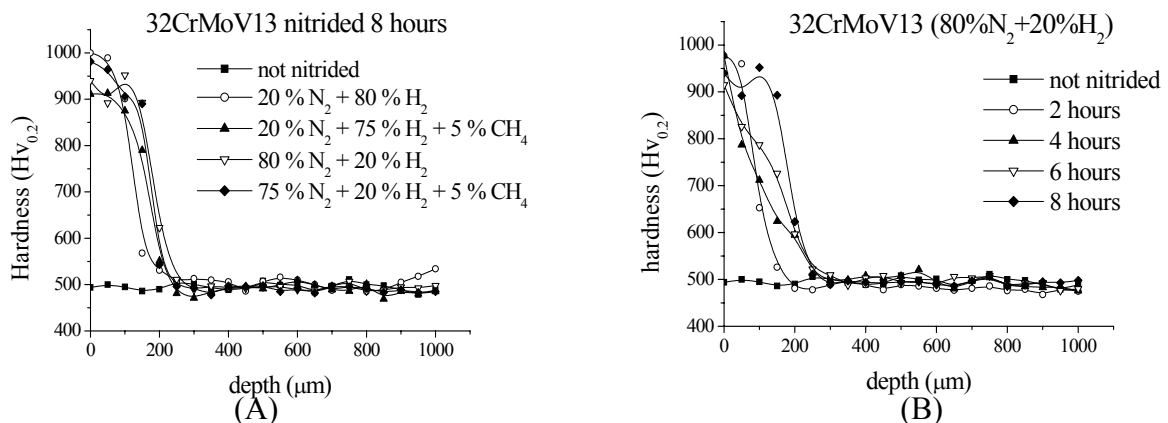 32CrMoV13 nitrided 8 hours
Hardness (Hv0.2)
1000
900
800
700
600
500
400
not nitrided
20 % N2 + 80 % H2
20 % N2 + 75 % H2 + 5 % CH4
80 % N2 + 20 % H2
75 % N2 + 20 % H2 + 5 % CH4
0 200 400 600 800 1000
depth (μm)
(A)
32CrMoV13 (80%N2+20%H2)
hardness (Hv0.2)
1000
900
800
700
600
500
400
not nitrided
2 hours
4 hours
6 hours
8 hours
0 200 400 600 800 1000
depth (μm)
(B)